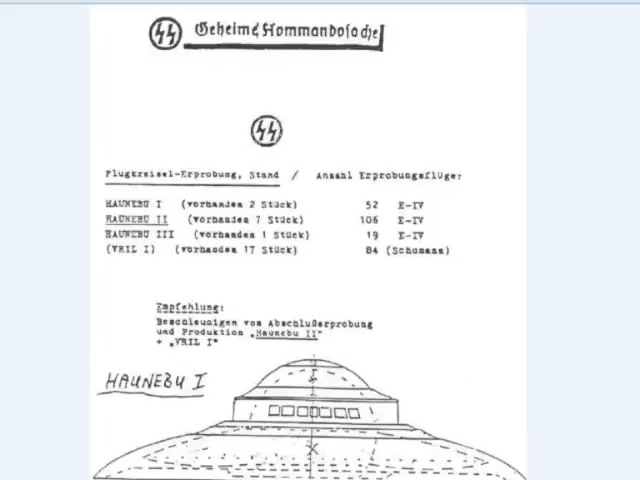 Geheime Kommandosache
Flugkreisel-Erprobung, Stand / Anzahl Erprobungsflüge:
HAUNEBU I (vorhanden 2 Stück) 52 E-IV
HAUNEBU II (vorhanden 7 Stück) 106 E-IV
HAUNEBU III (vorhanden 1 Stück) 19 E-IV
(VRIL I) (vorhanden 17 Stück) 84 (Schumann)
Empfehlung:
Beschleunigen von Abschlußerprobung
und Produktion „Haunebu II"
+ „VRIL I"
HAUNEBU I